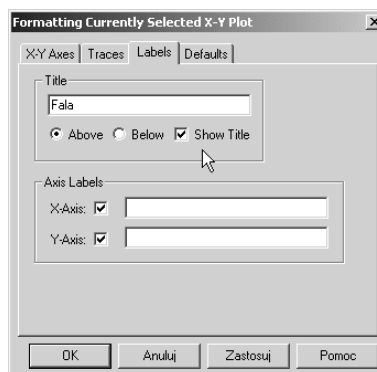 Formatting Currently Selected X-Y Plot
X-Y Axes Traces Labels Defaults
Title
Fala
Above Below Show Title
Axis Labels
X-Axis:
Y-Axis:
OK Anuluj Zastosuj Pomoc